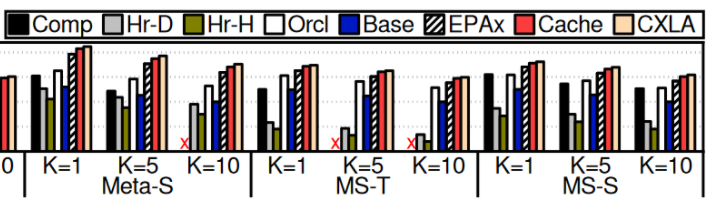 Comp Hr-D Hr-H Orcl Base EPAx Cache CXLA
X X X
0 K=1 K=5 K=10 K=1 K=5 K=10 K=1 K=5 K=10
Meta-S MS-T MS-S